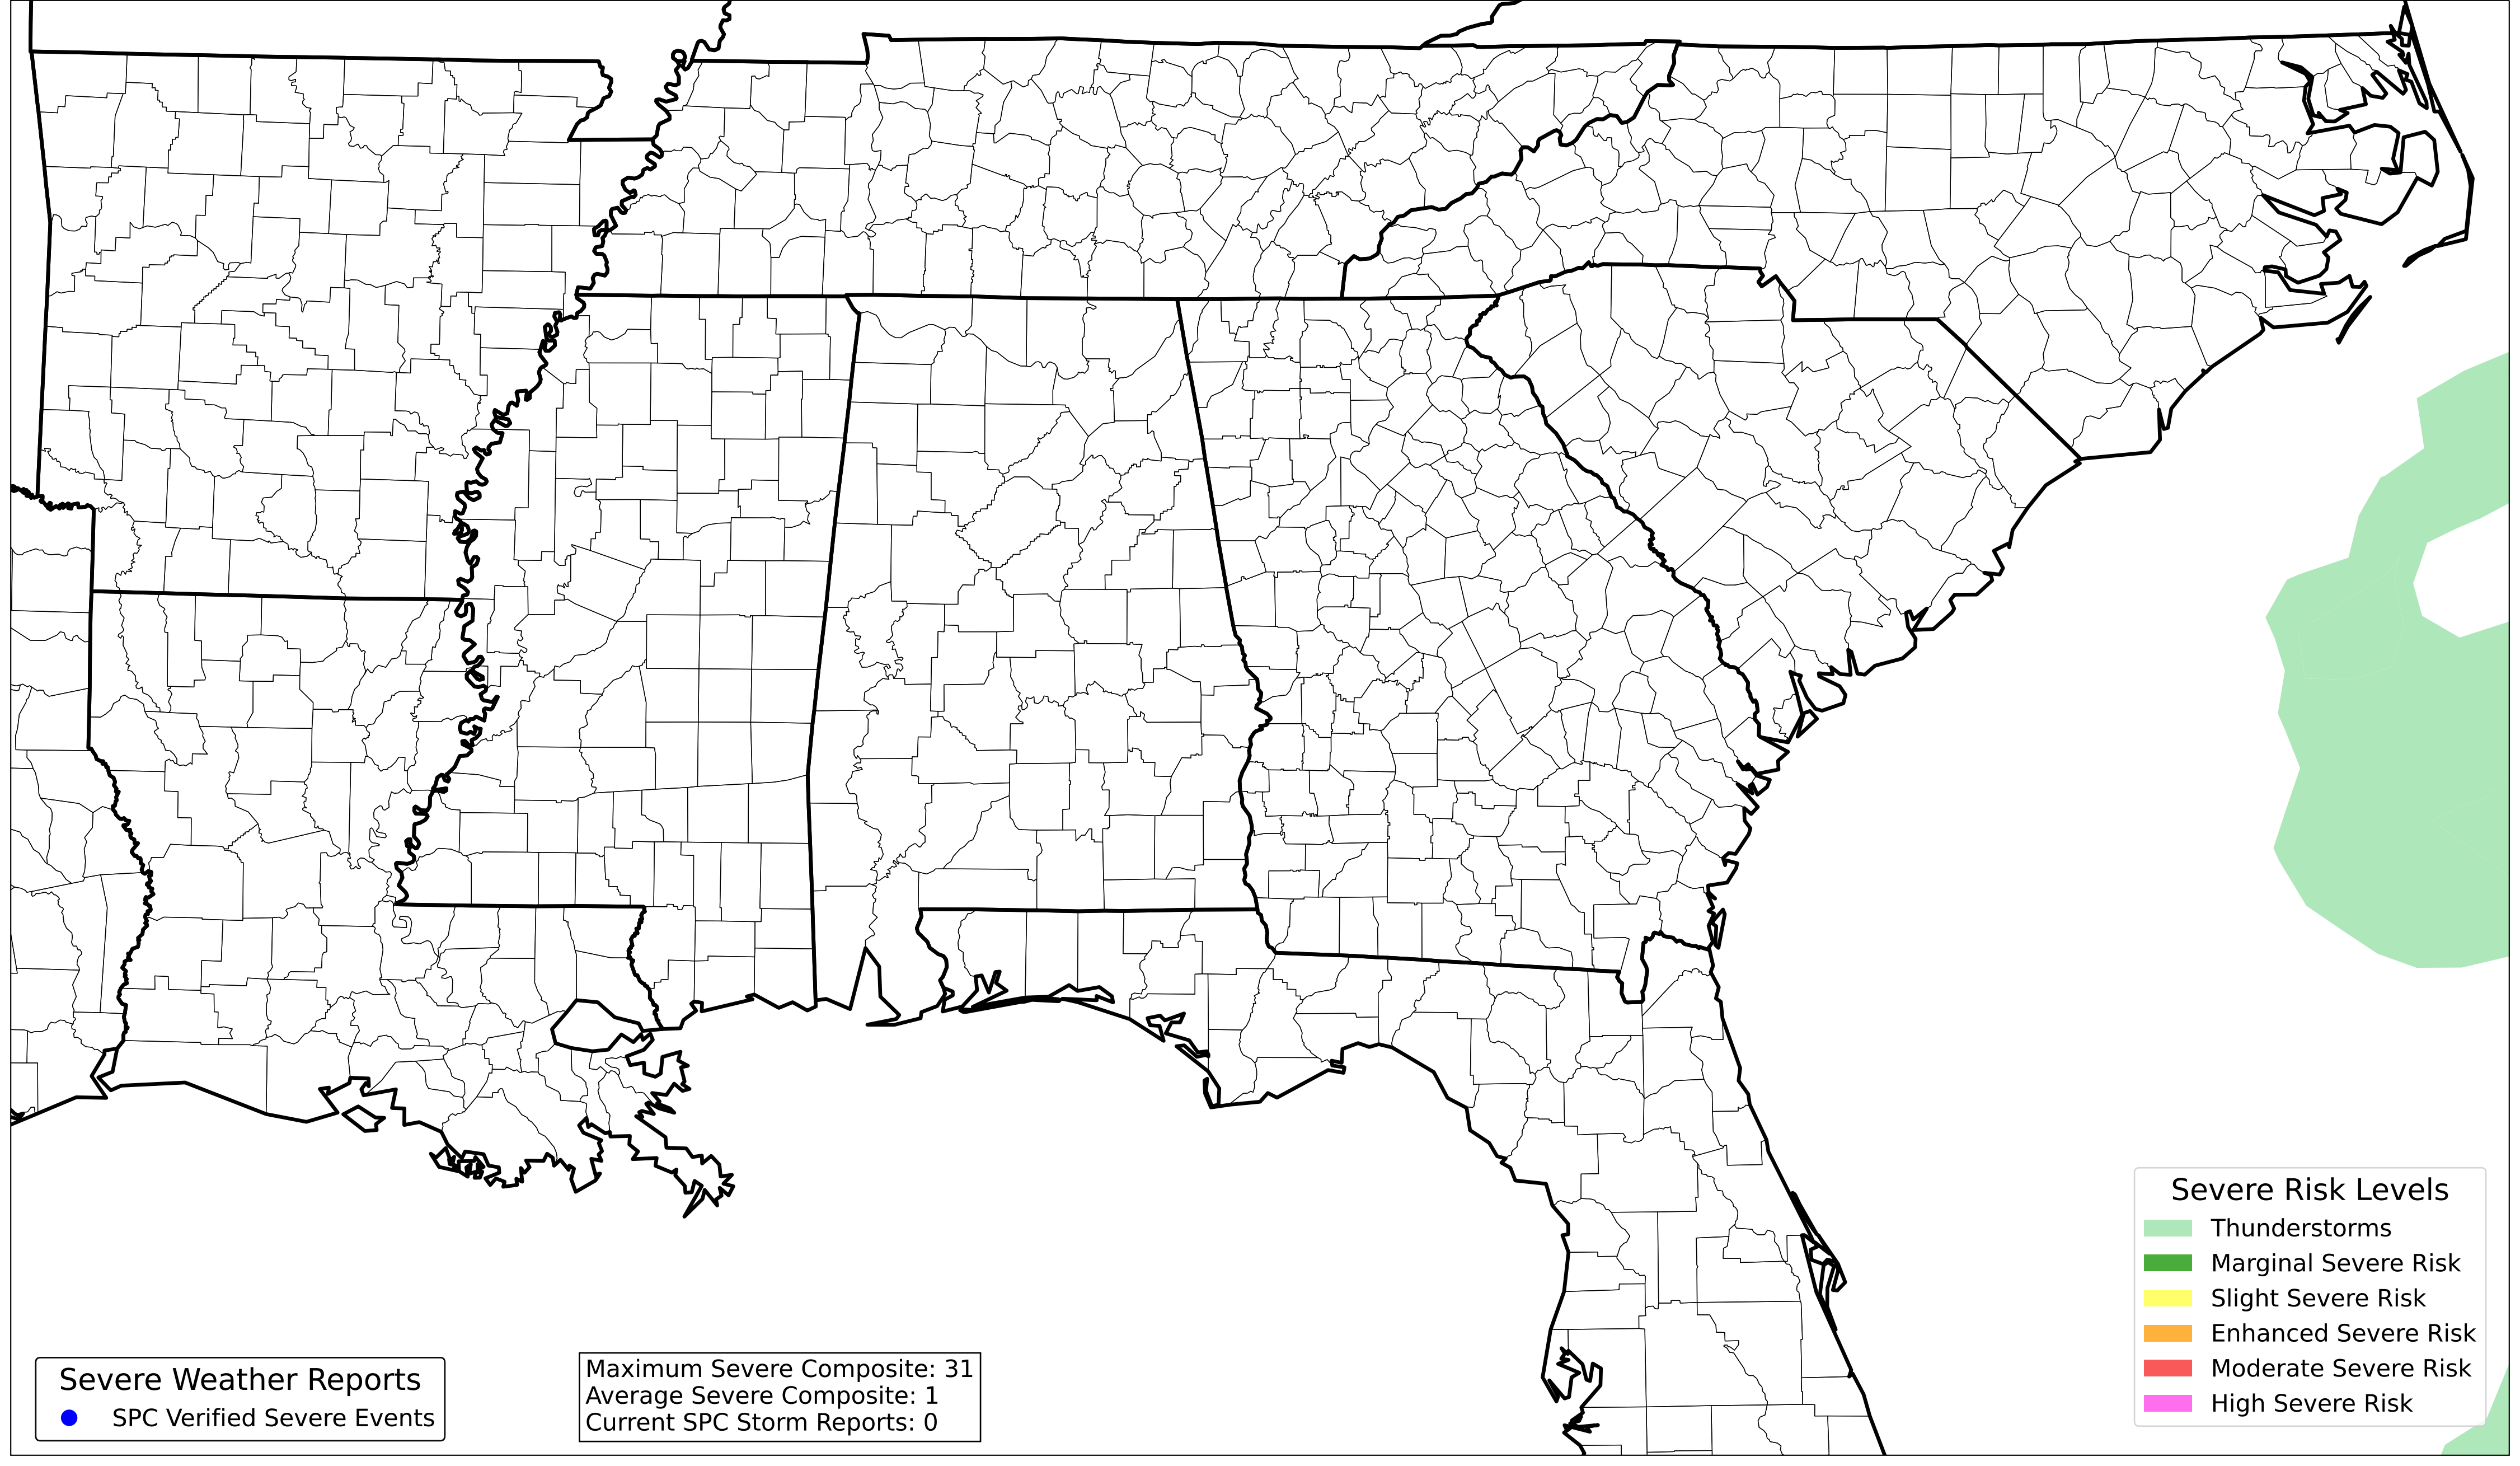 Severe Risk Levels
Thunderstorms
Marginal Severe Risk
Slight Severe Risk
Enhanced Severe Risk
Moderate Severe Risk
High Severe Risk
Severe Weather Reports
SPC Verified Severe Events
Maximum Severe Composite: 31
Average Severe Composite: 1
Current SPC Storm Reports: 0